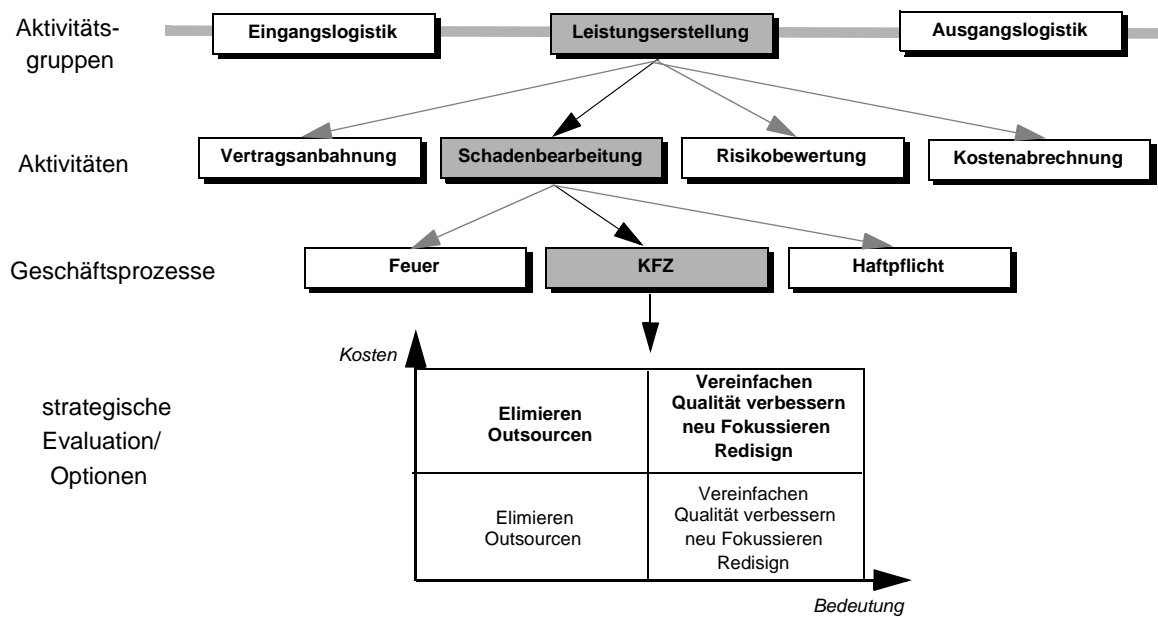 Aktivitäts-
gruppen
Eingangslogistik
Leistungserstellung
Ausgangslogistik
Aktivitäten
Vertragsanbahnung
Schadenbearbeitung
Risikobewertung
Kostenabrechnung
Geschäftsprozesse
Feuer
KFZ
Haftpflicht
Kosten
strategische
Evaluation/
Optionen
Elimieren
Outsourcen
Vereinfachen
Qualität verbessern
neu Fokussieren
Redisign
Elimieren
Outsourcen
Vereinfachen
Qualität verbessern
neu Fokussieren
Redisign
Bedeutung